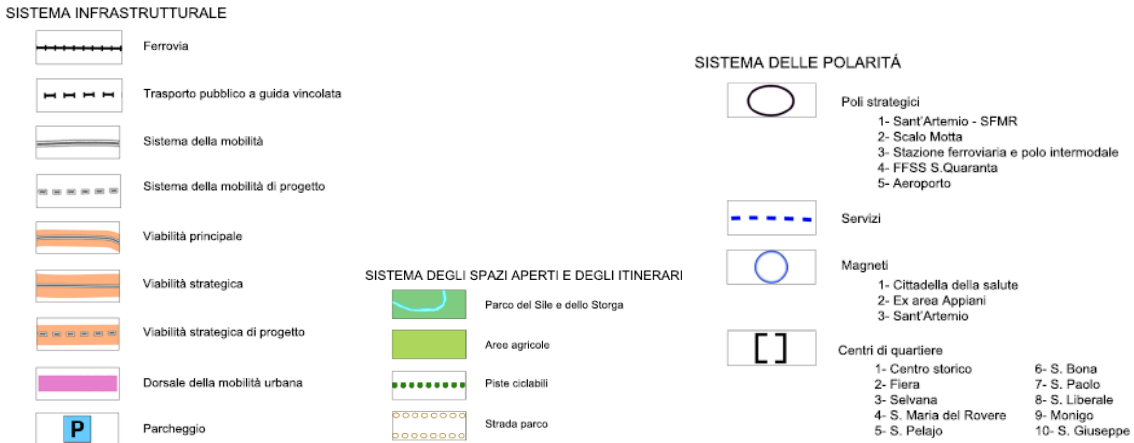 SISTEMA INFRASTRUTTURALE
Ferrovia
Trasporto pubblico a guida vincolata
Sistema della mobilità
Sistema della mobilità di progetto
Viabilità principale
Viabilità strategica
Viabilità strategica di progetto
Dorsale della mobilità urbana
P
Parcheggio
SISTEMA DEGLI SPAZI APERTI E DEGLI ITINERARI
Parco del Sile e dello Storga
Aree agricole
Piste ciclabili
Strada parco
SISTEMA DELLE POLARITÁ
Poli strategici
1- Sant'Artemio - SFMR
2- Scalo Motta
3- Stazione ferroviaria e polo intermodale
4- FFSS S.Quaranta
5- Aeroporto
Servizi
Magneti
1- Cittadella della salute
2- Ex area Appiani
3- Sant'Artemio
Centri di quartiere
1- Centro storico
2- Fiera
3- Selvana
4- S. Maria del Rovere
5- S. Pelajo
6- S. Bona
7- S. Paolo
8- S. Liberale
9- Monigo
10- S. Giuseppe